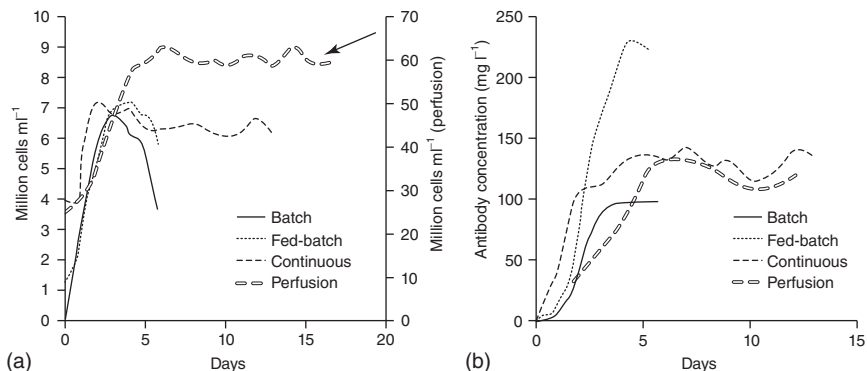 10
9
8
7
6
5
4
3
2
1
0
Million cells ml⁻¹
0 5 10 15 20
Days
70
60
50
40
30
20
10
0
Million cells ml⁻¹ (perfusion)
Batch
Fed-batch
Continuous
Perfusion
(a)
250
200
150
100
50
0
Antibody concentration (mg l⁻¹)
0 5 10 15
Days
Batch
Fed-batch
Continuous
Perfusion
(b)